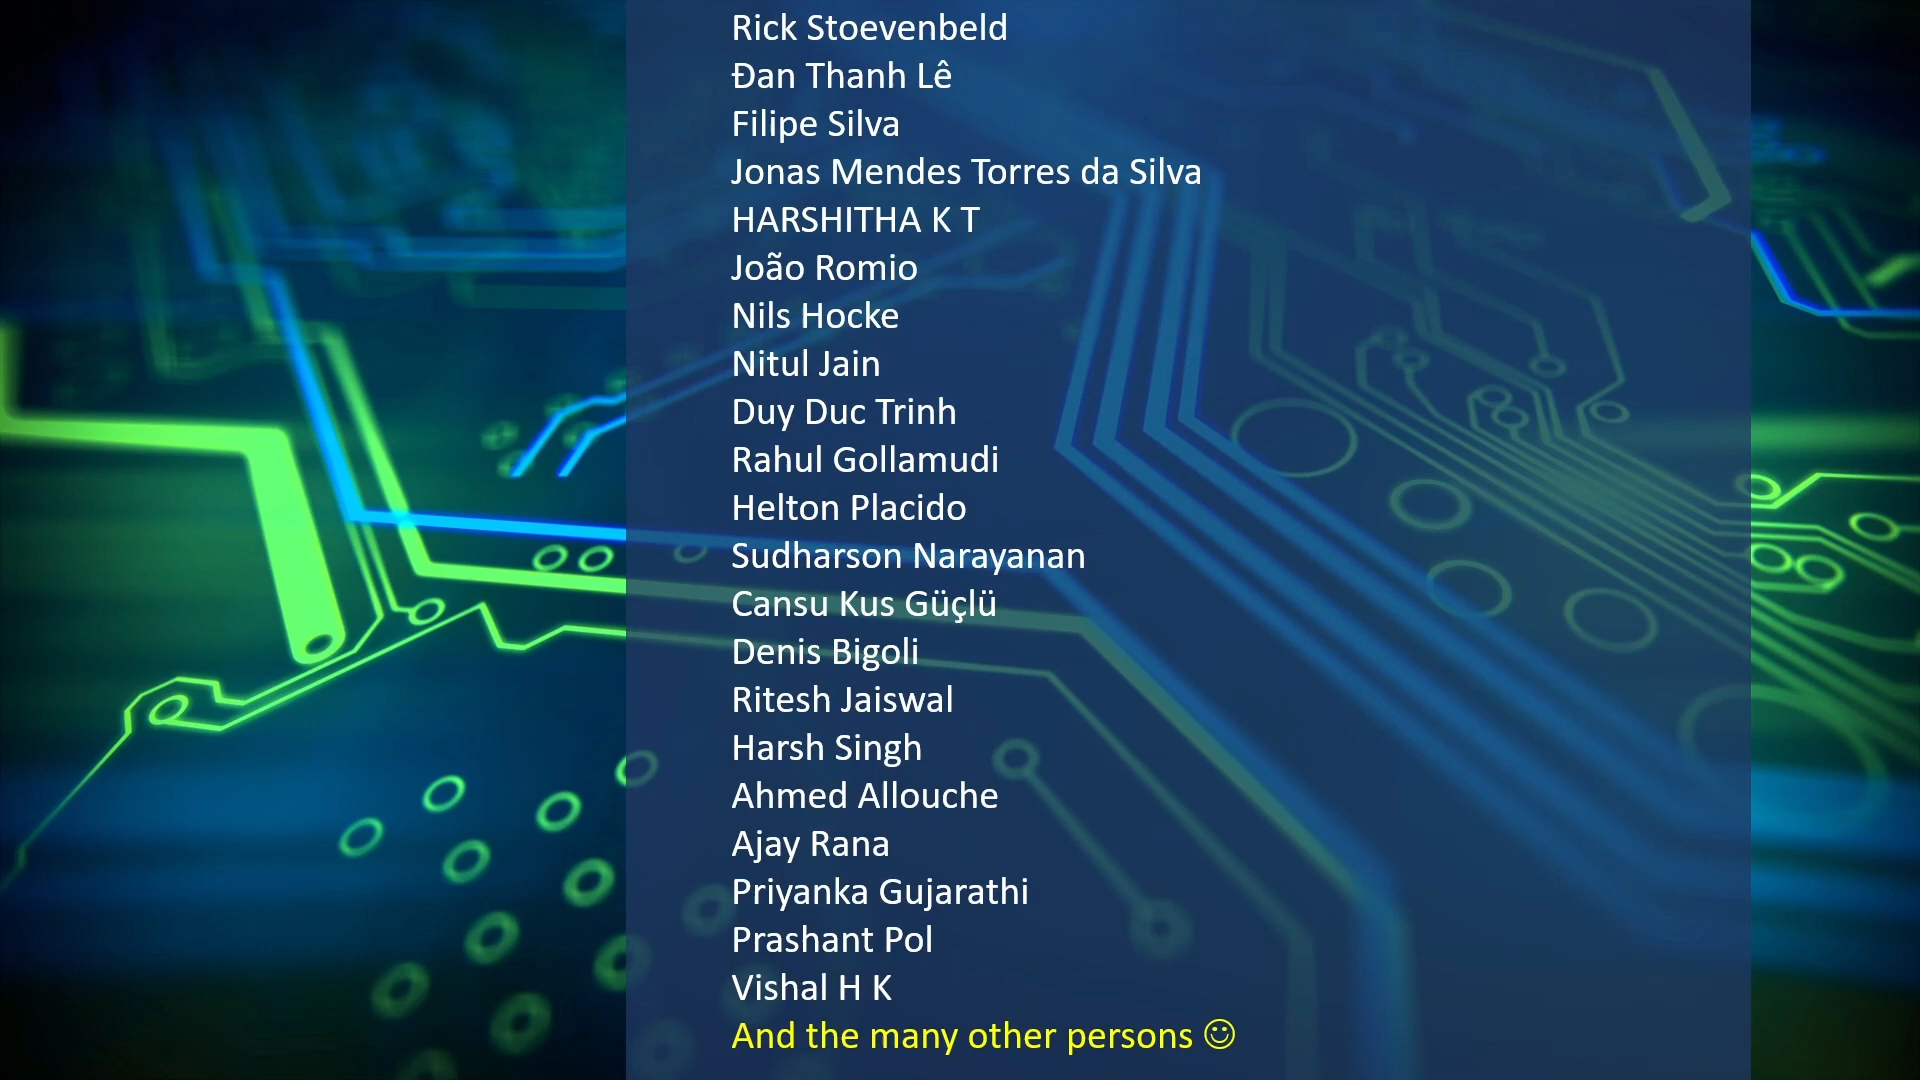 Rick Stoevenbeld
Đan Thanh Lê
Filipe Silva
Jonas Mendes Torres da Silva
HARSHITHA K T
João Romio
Nils Hocke
Nitul Jain
Duy Duc Trinh
Rahul Gollamudi
Helton Placido
Sudharson Narayanan
Cansu Kus Güçlü
Denis Bigoli
Ritesh Jaiswal
Harsh Singh
Ahmed Allouche
Ajay Rana
Priyanka Gujarathi
Prashant Pol
Vishal H K
And the many other persons ☺